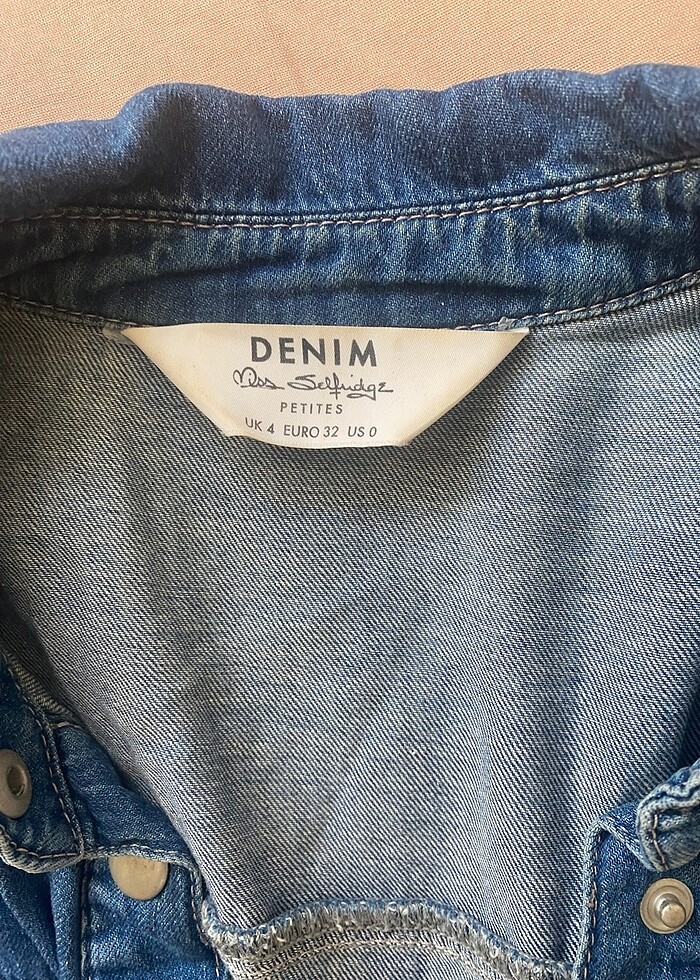 DENIM
Miss Selfridge
PETITES
UK 4 EURO 32 US 0